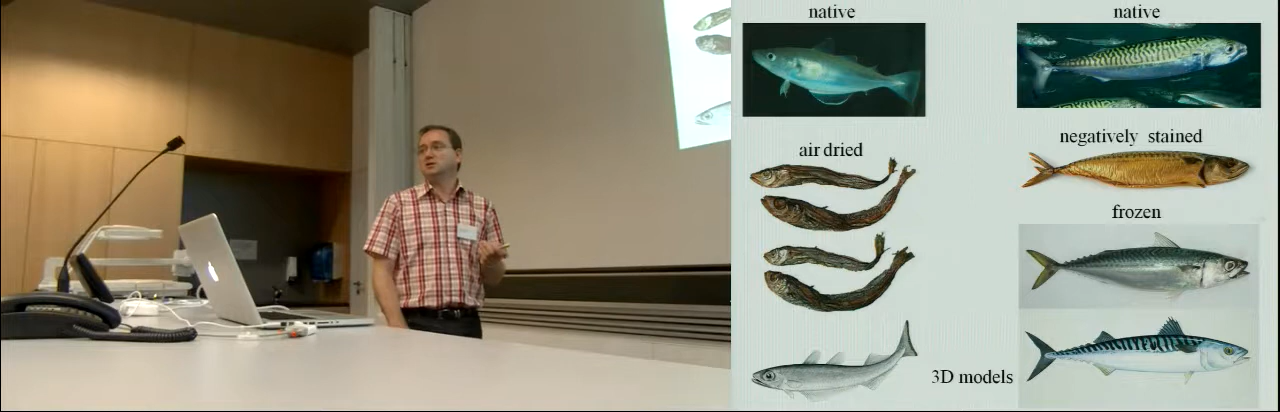 native
native
negatively stained
air dried
frozen
3D models